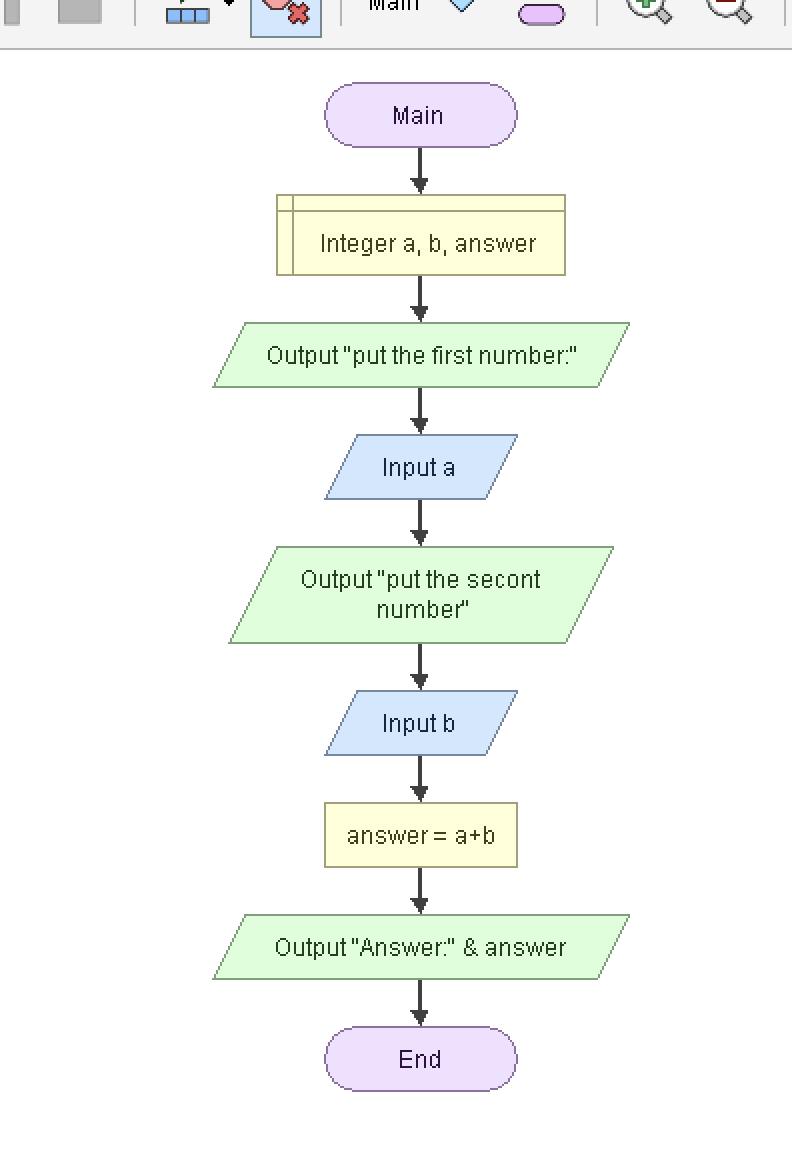 Main
Main
Integer a, b, answer
Output "put the first number:"
Input a
Output "put the secont
number"
Input b
answer = a+b
Output "Answer:" & answer
End